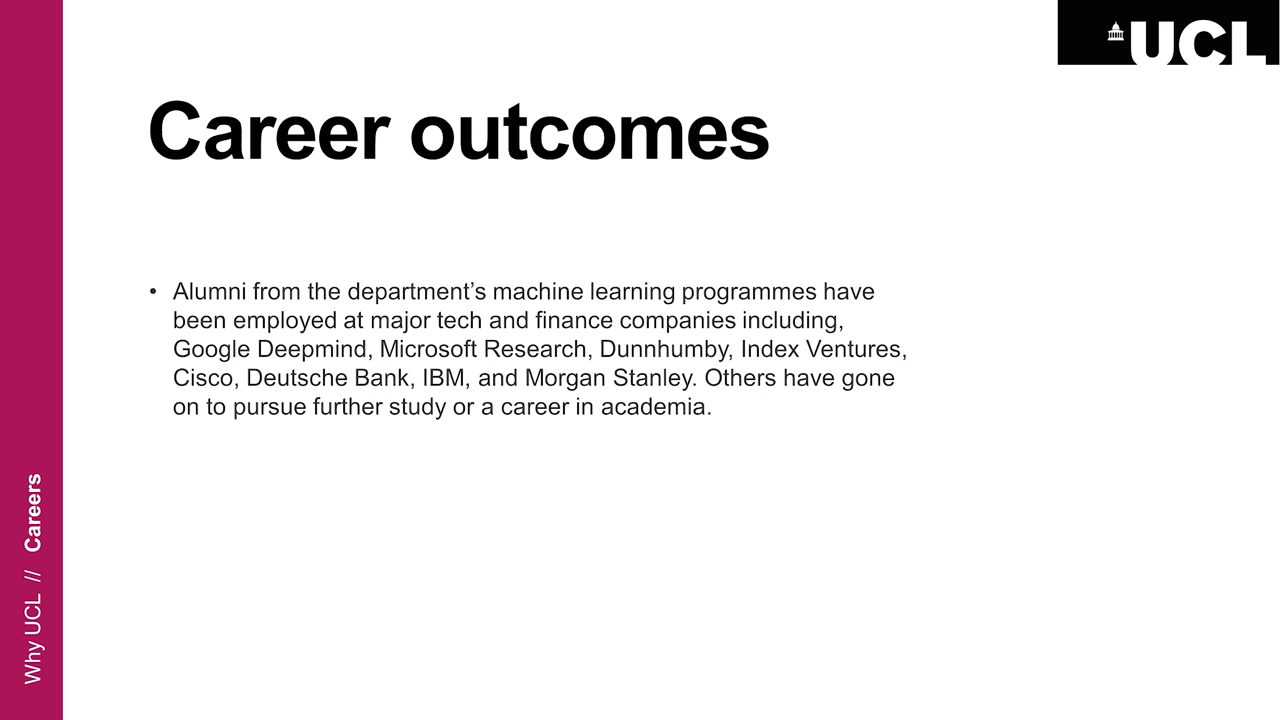 UCL
Career outcomes
• Alumni from the department’s machine learning programmes have
been employed at major tech and finance companies including,
Google Deepmind, Microsoft Research, Dunnhumby, Index Ventures,
Cisco, Deutsche Bank, IBM, and Morgan Stanley. Others have gone
on to pursue further study or a career in academia.
Why UCL // Careers